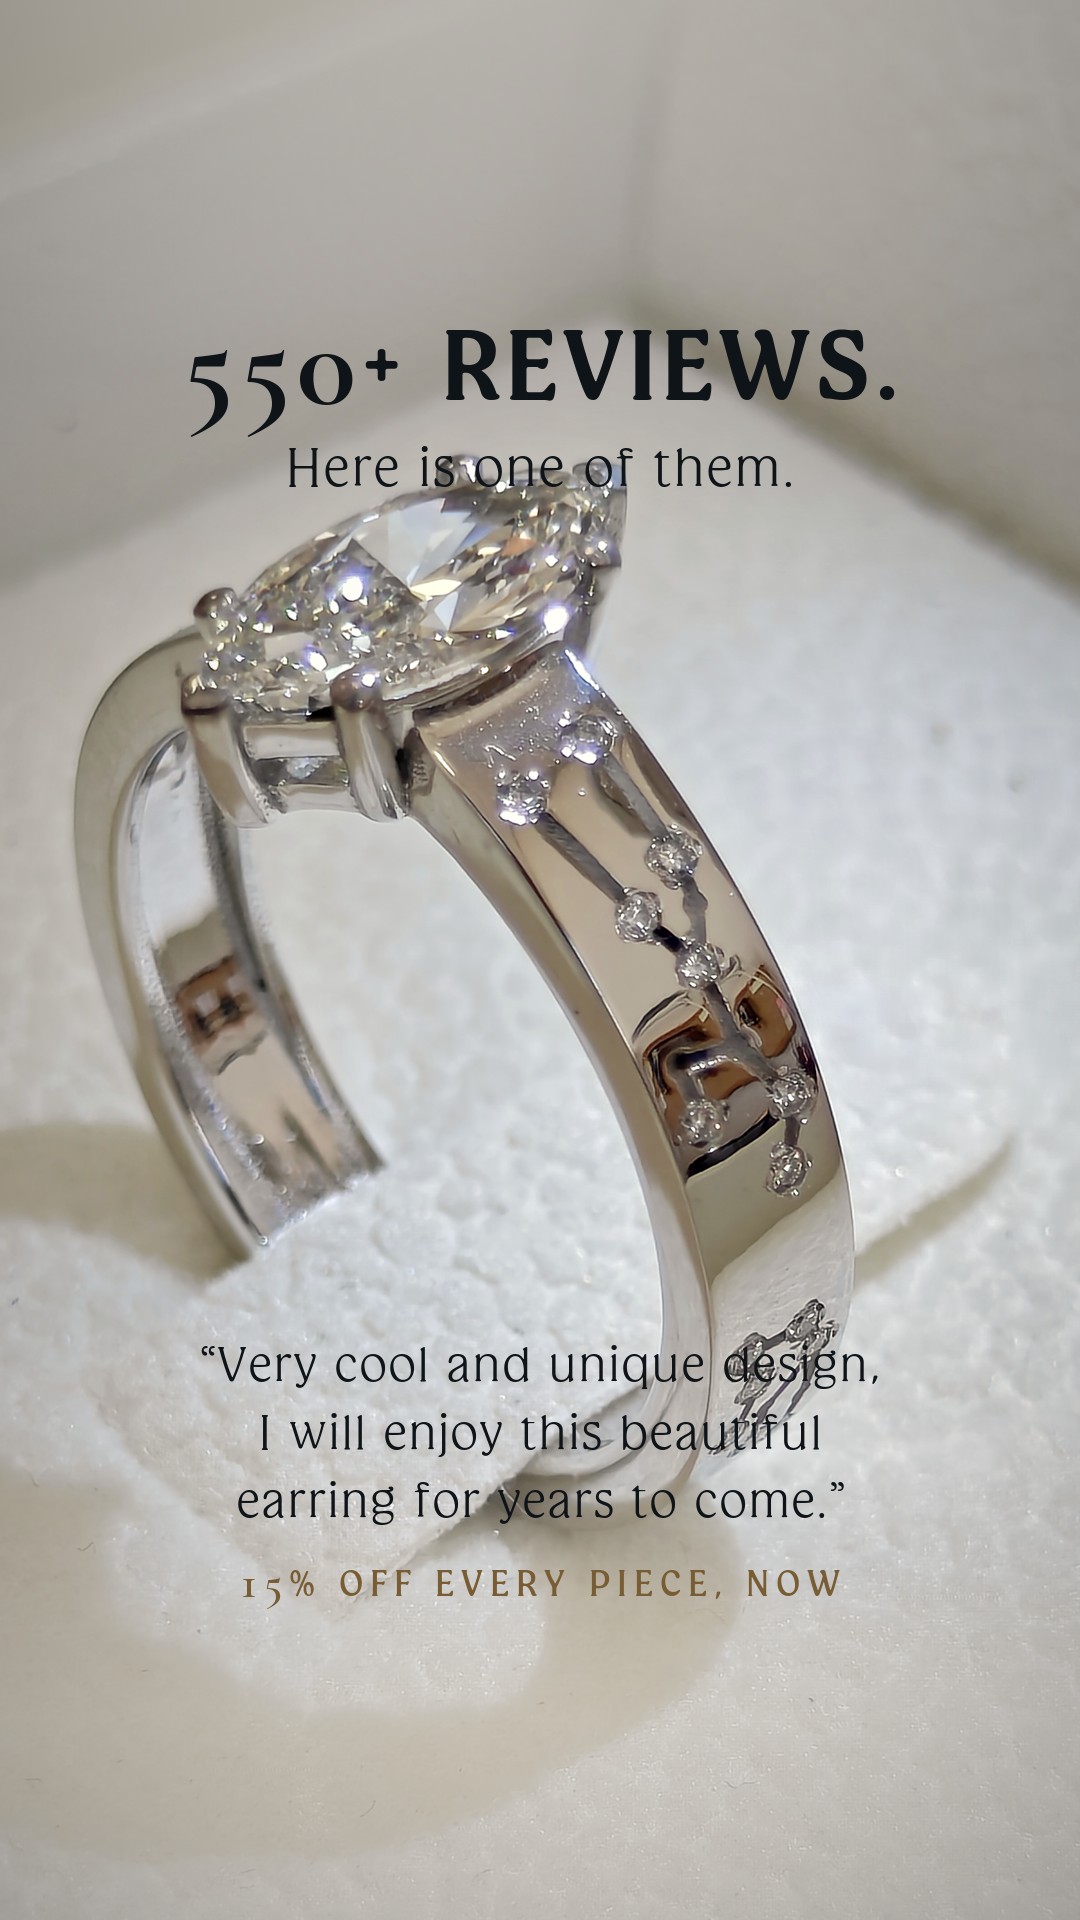 550+ REVIEWS.
Here is one of them.
“Very cool and unique design,
I will enjoy this beautiful
earring for years to come.”
15% OFF EVERY PIECE, NOW